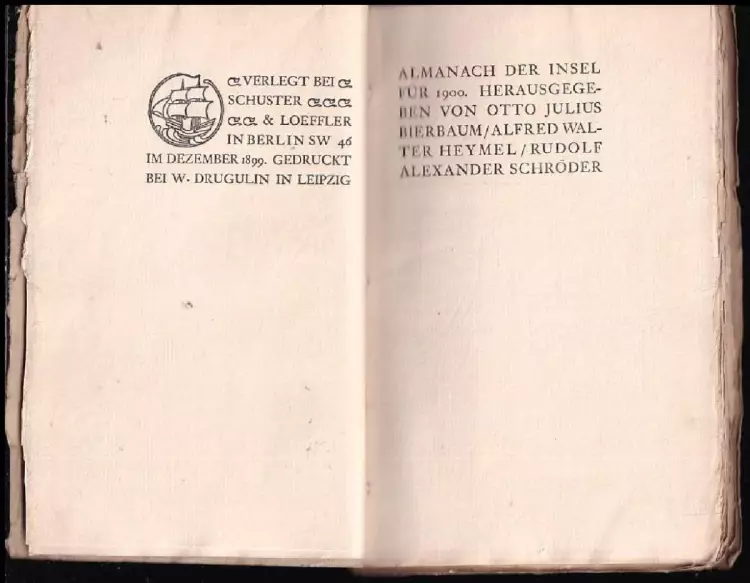 VERLEGT BEI
SCHUSTER
& LOEFFLER
IN BERLIN SW 46
IM DEZEMBER 1899. GEDRUCKT
BEI W. DRUGULIN IN LEIPZIG
ALMANACH DER INSEL
FÜR 1900. HERAUSGEGE-
BEN VON OTTO JULIUS
BIERBAUM/ALFRED WAL-
TER HEYMEL/RUDOLF
ALEXANDER SCHRÖDER